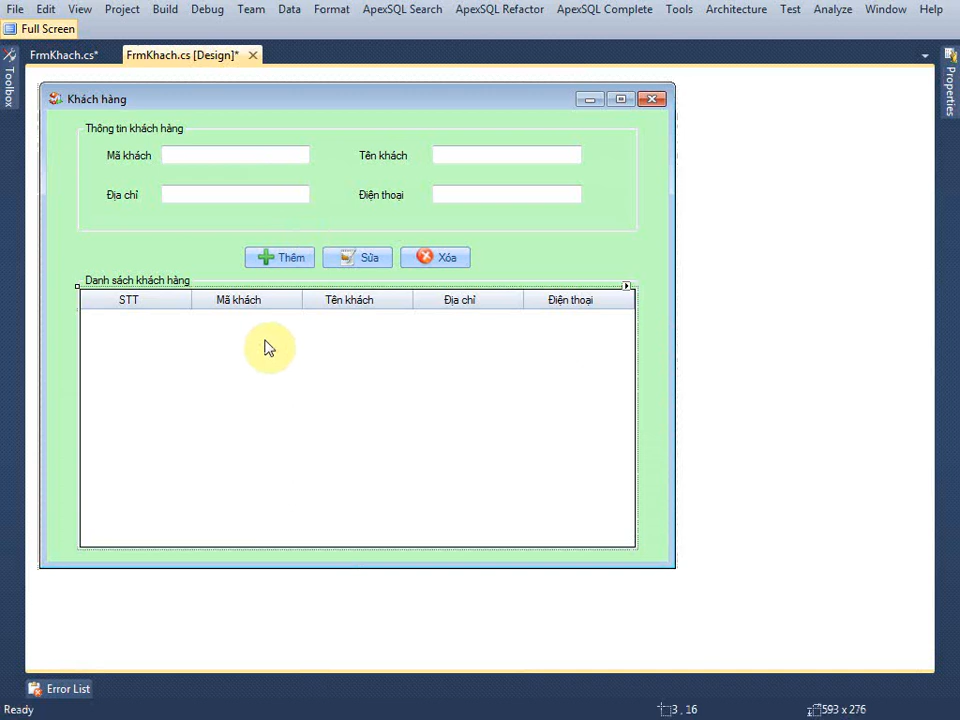 File Edit View Project Build Debug Team Data Format ApexSQL Search ApexSQL Refactor ApexSQL Complete Tools Architecture Test Analyze Window Help
Full Screen
FrmKhach.cs* FrmKhach.cs [Design]*
Toolbox
Properties
Khách hàng
Thông tin khách hàng
Mã khách Tên khách
Địa chỉ Điện thoại
Thêm Sửa Xóa
Danh sách khách hàng
STT Mã khách Tên khách Địa chỉ Điện thoại
Error List
Ready 3 , 16 593 x 276